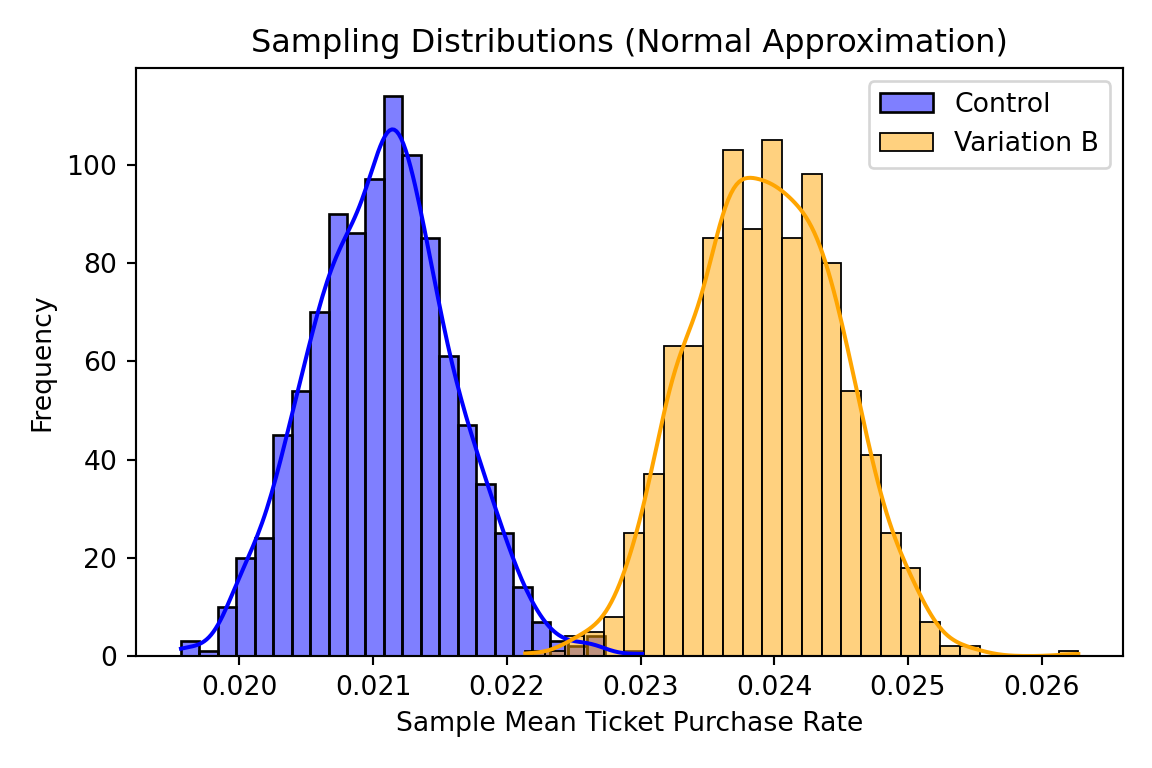 Sampling Distributions (Normal Approximation)
Control
Variation B
Frequency
100
80
60
40
20
0
0.020 0.021 0.022 0.023 0.024 0.025 0.026
Sample Mean Ticket Purchase Rate